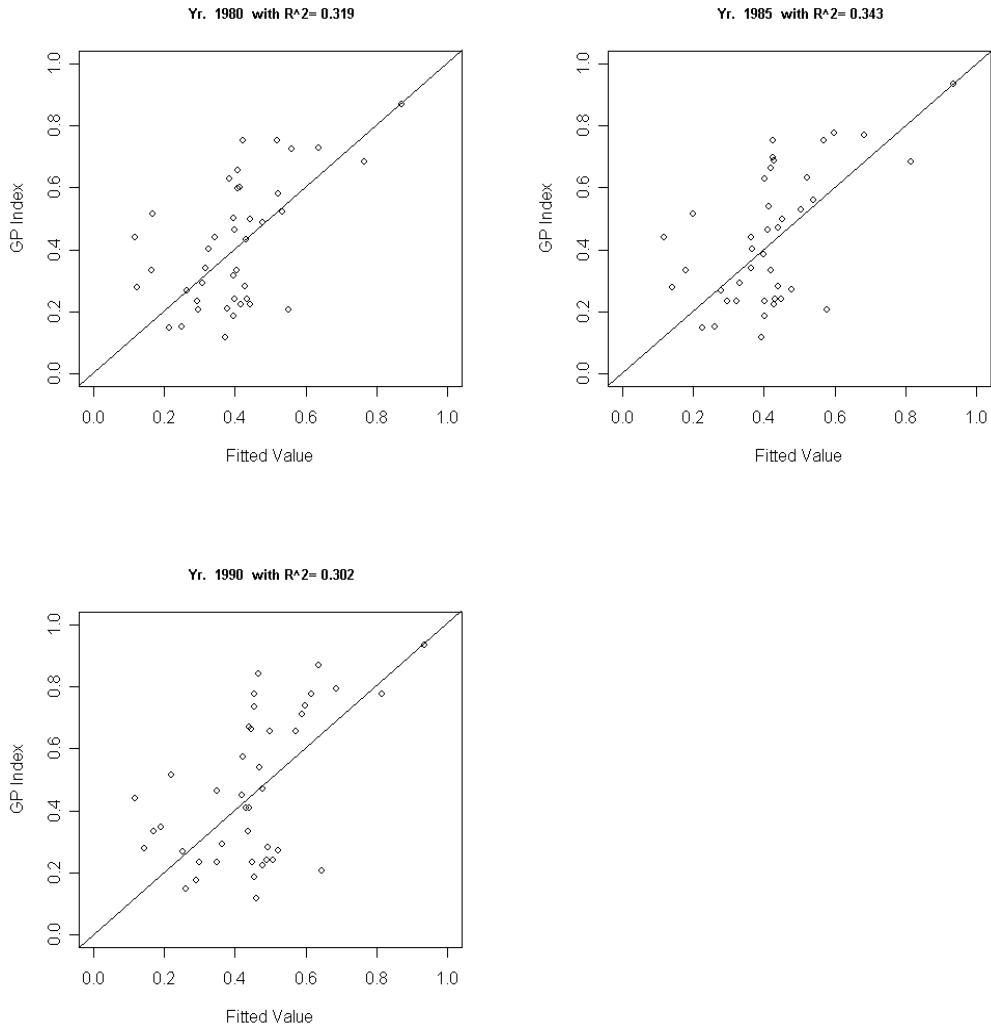 Yr. 1980 with R^2= 0.319
1.0
0.8
0.6
0.4
0.2
0.0
GP Index
0.0 0.2 0.4 0.6 0.8 1.0
Fitted Value
Yr. 1985 with R^2= 0.343
1.0
0.8
0.6
0.4
0.2
0.0
GP Index
0.0 0.2 0.4 0.6 0.8 1.0
Fitted Value
Yr. 1990 with R^2= 0.302
1.0
0.8
0.6
0.4
0.2
0.0
GP Index
0.0 0.2 0.4 0.6 0.8 1.0
Fitted Value